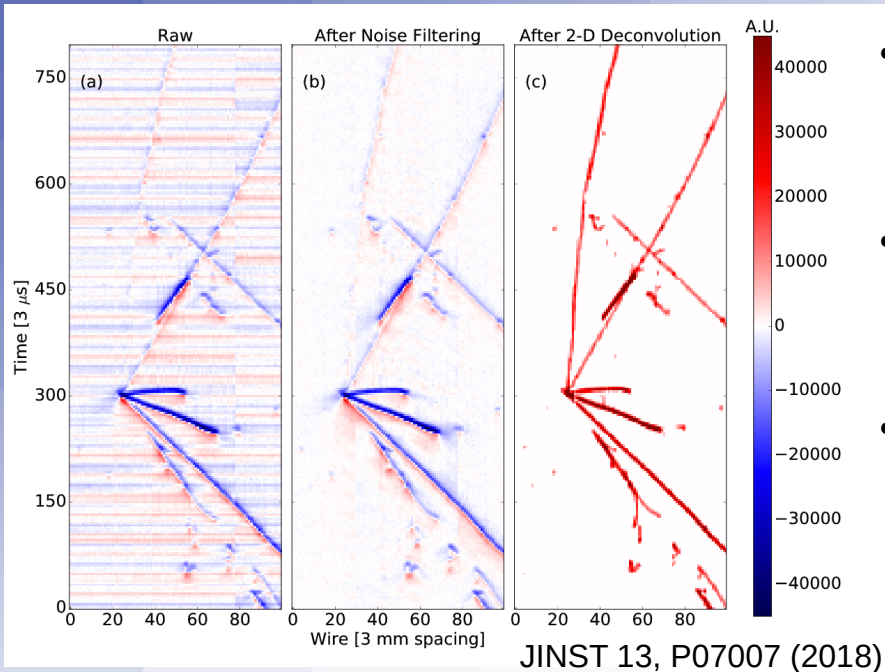 Raw
After Noise Filtering
After 2-D Deconvolution
A.U.
(a)
(b)
(c)
Time [3 μs]
750
600
450
300
150
0
0 20 40 60 80
0 20 40 60 80
0 20 40 60 80
Wire [3 mm spacing]
40000
30000
20000
10000
0
−10000
−20000
−30000
−40000
•
•
•
JINST 13, P07007 (2018)